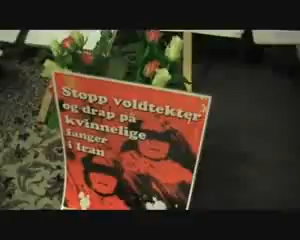 Stopp voldtekter
og drap på
kvinnelige
fanger
i Iran